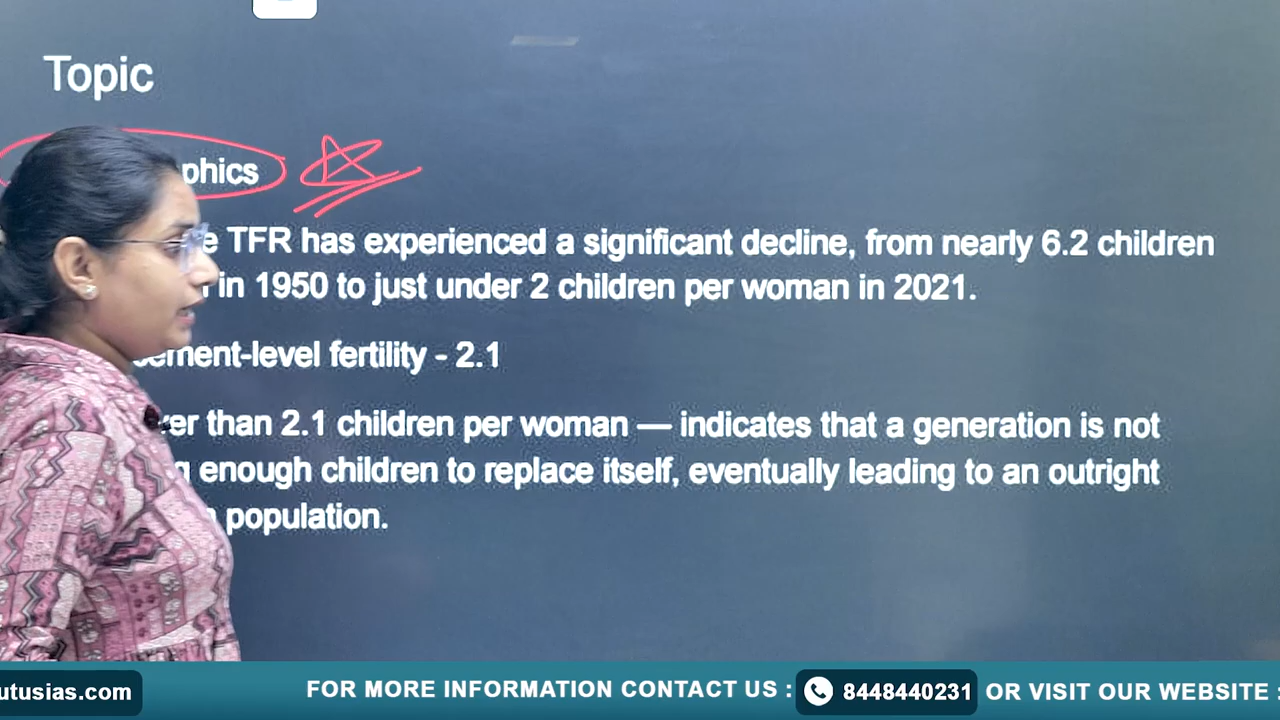 Topic
phics
e TFR has experienced a significant decline, from nearly 6.2 children
in 1950 to just under 2 children per woman in 2021.
ement-level fertility - 2.1
er than 2.1 children per woman — indicates that a generation is not
g enough children to replace itself, eventually leading to an outright
population.
utusias.com FOR MORE INFORMATION CONTACT US : 8448440231 OR VISIT OUR WEBSITE :